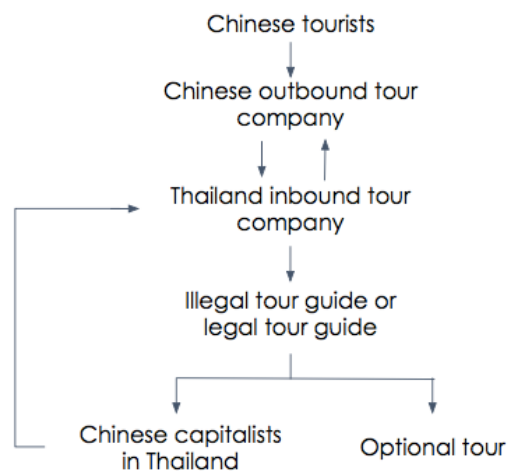 Chinese tourists
Chinese outbound tour
company
Thailand inbound tour
company
Illegal tour guide or
legal tour guide
Chinese capitalists
in Thailand
Optional tour